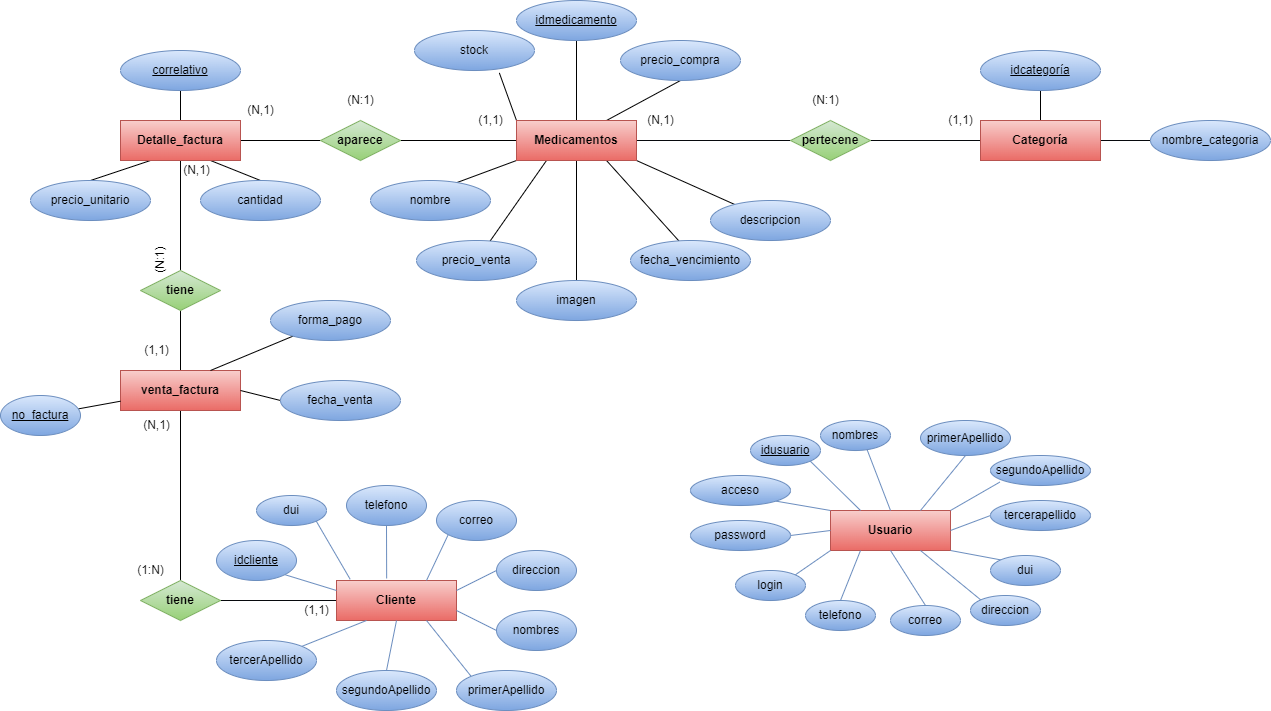 idmedicamento
stock
precio_compra
correlativo
idcategoría
(N,1)
(N:1)
(1,1)
(N,1)
(N:1)
(1,1)
Detalle_factura
aparece
Medicamentos
pertecene
Categoría
nombre_categoria
(N,1)
precio_unitario
cantidad
nombre
descripcion
(N:1)
precio_venta
fecha_vencimiento
tiene
imagen
forma_pago
(1,1)
venta_factura
fecha_venta
no_factura
(N,1)
nombres
primerApellido
idusuario
segundoApellido
acceso
tercerapellido
Usuario
password
dui
login
direccion
telefono
correo
dui
telefono
correo
idcliente
direccion
(1:N)
tiene
(1,1)
Cliente
nombres
tercerApellido
segundoApellido
primerApellido